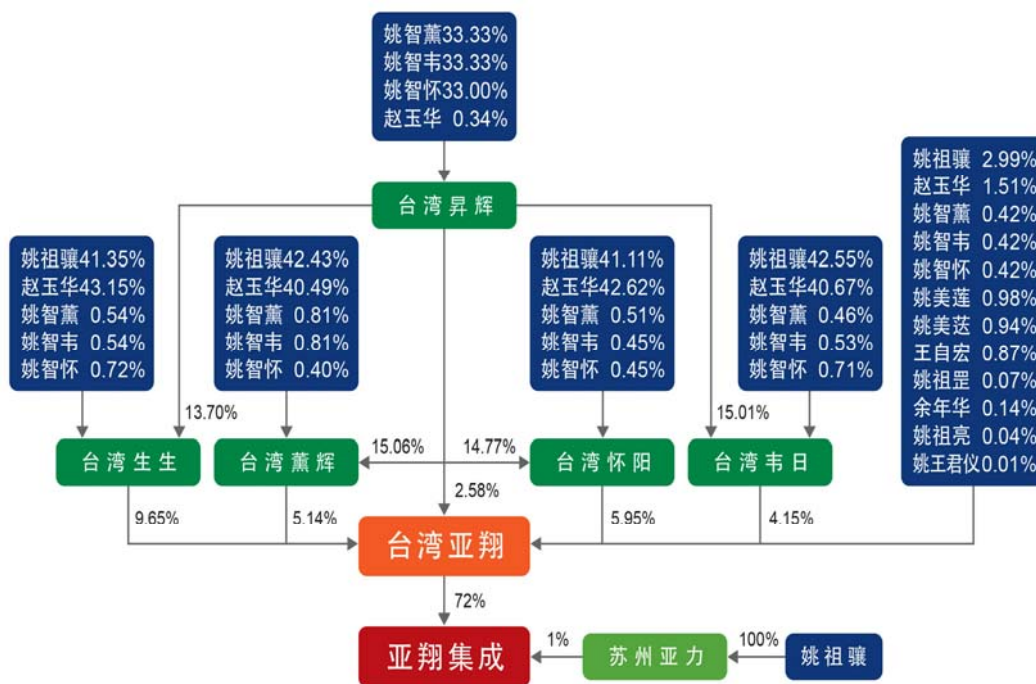 姚智薰33.33%
姚智韦33.33%
姚智怀33.00%
赵玉华 0.34%
台湾昇辉
姚祖骧41.35%
赵玉华43.15%
姚智薰 0.54%
姚智韦 0.54%
姚智怀 0.72%
姚祖骧42.43%
赵玉华40.49%
姚智薰 0.81%
姚智韦 0.81%
姚智怀 0.40%
姚祖骧41.11%
赵玉华42.62%
姚智薰 0.51%
姚智韦 0.45%
姚智怀 0.45%
姚祖骧42.55%
赵玉华40.67%
姚智薰 0.46%
姚智韦 0.53%
姚智怀 0.71%
姚祖骧 2.99%
赵玉华 1.51%
姚智薰 0.42%
姚智韦 0.42%
姚智怀 0.42%
姚美莲 0.98%
姚美莁 0.94%
王自宏 0.87%
姚祖罡 0.07%
余年华 0.14%
姚祖亮 0.04%
姚王君仪0.01%
13.70%
15.06%
14.77%
15.01%
台湾生生
台湾薰辉
台湾怀阳
台湾韦日
2.58%
9.65%
5.14%
5.95%
4.15%
台湾亚翔
72%
亚翔集成
1%
苏州亚力
100%
姚祖骧